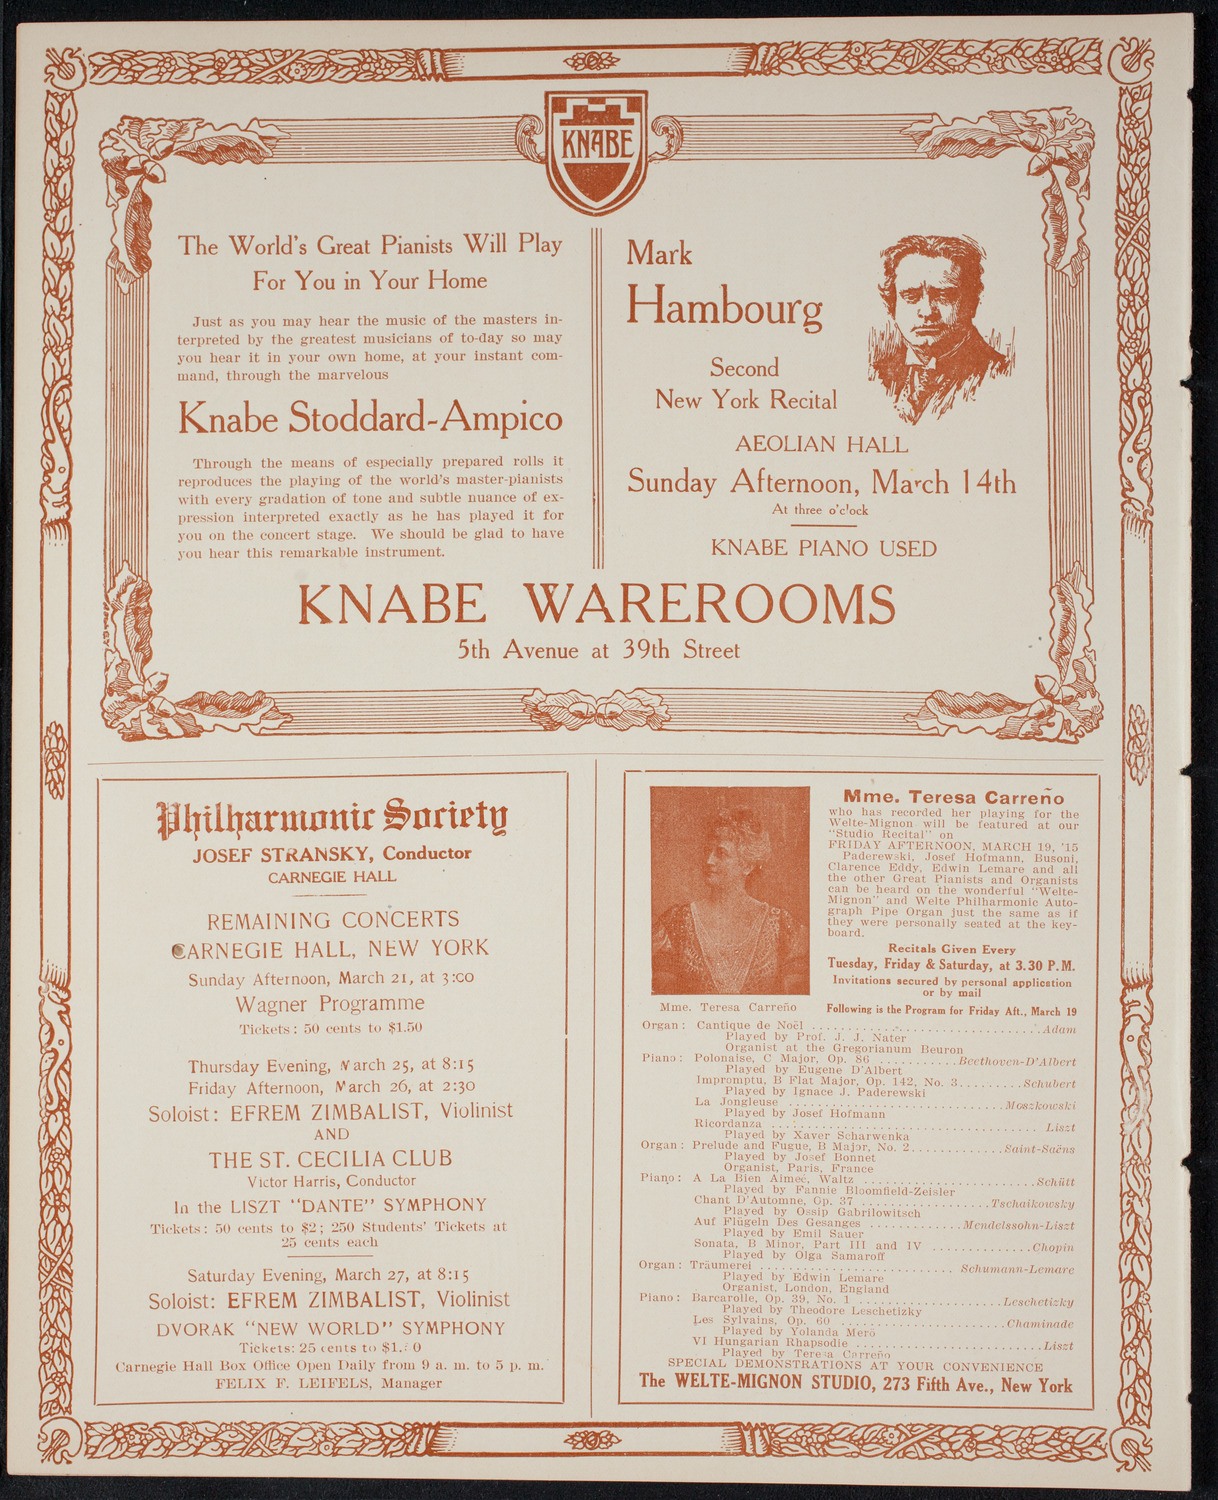 KNABE
The World's Great Pianists Will Play
For You in Your Home
Just as you may hear the music of the masters in-
terpreted by the greatest musicians of to-day so may
you hear it in your own home, at your instant com-
mand, through the marvelous
Knabe Stoddard-Ampico
Through the means of especially prepared rolls it
reproduces the playing of the world's master-pianists
with every gradation of tone and subtle nuance of ex-
pression interpreted exactly as he has played it for
you on the concert stage. We should be glad to have
you hear this remarkable instrument.
Mark
Hambourg
Second
New York Recital
AEOLIAN HALL
Sunday Afternoon, March 14th
At three o'clock
KNABE PIANO USED
KNABE WAREROOMS
5th Avenue at 39th Street
Philharmonic Society
JOSEF STRANSKY, Conductor
CARNEGIE HALL
REMAINING CONCERTS
CARNEGIE HALL, NEW YORK
Sunday Afternoon, March 21, at 3:00
Wagner Programme
Tickets: 50 cents to $1.50
Thursday Evening, March 25, at 8:15
Friday Afternoon, March 26, at 2:30
Soloist: EFREM ZIMBALIST, Violinist
AND
THE ST. CECILIA CLUB
Victor Harris, Conductor
In the LISZT "DANTE" SYMPHONY
Tickets: 50 cents to $2; 250 Students' Tickets at
25 cents each
Saturday Evening, March 27, at 8:15
Soloist: EFREM ZIMBALIST, Violinist
DVORAK "NEW WORLD" SYMPHONY
Tickets: 25 cents to
Carnegie Hall Box Office Open Daily from 9 a. m. to 5 p. m.
FELIX F. LEIFELS, Manager
Mme. Teresa Carreño
Mme. Teresa Carreño
who has recorded her playing for the
Welte-Mignon will be featured at our
"Studio Recital" on
FRIDAY AFTERNOON, MARCH 19, '15
Paderewski, Josef Hofmann, Busoni,
Clarence Eddy, Edwin Lemare and all
the other Great Pianists and Organists
can be heard on the wonderful "Welte-
Mignon" and Welte Philharmonic Auto-
graph Pipe Organ just the same as if
they were personally seated at the key-
board.
Recitals Given Every
Tuesday, Friday & Saturday, at 3.30 P.M.
Invitations secured by personal application
or by mail
Following is the Program for Friday Aft., March 19
Organ: Cantique de Noël ........ Adam
Played by Prof. J. J. Nater
Organist at the Gregorianum Beuron
Piano: Polonaise, C Major, Op. 86 ........ Beethoven-D'Albert
Played by Eugene D'Albert
Impromptu, B Flat Major, Op. 142, No. 3 ........ Schubert
Played by Ignace J. Paderewski
La Jongleuse ........ Moszkowski
Played by Josef Hofmann
Ricordanza ........ Liszt
Played by Xaver Scharwenka
Organ: Prelude and Fugue, B Major, No. 2 ........ Saint-Saëns
Played by Josef Bonnet
Organist, Paris, France
Piano: A La Bien Aimeé, Waltz ........ Schütt
Played by Fannie Bloomfield-Zeisler
Chant D'Automne, Op. 37 ........ Tschaikowsky
Played by Ossip Gabrilowitsch
Auf Flügeln Des Gesanges ........ Mendelssohn-Liszt
Played by Emil Sauer
Sonata, B Minor, Part III and IV ........ Chopin
Played by Olga Samaroff
Organ: Träumerei ........ Schumann-Lemare
Played by Edwin Lemare
Organist, London, England
Piano: Barcarolle, Op. 39, No. 1 ........ Leschetizky
Played by Theodore Leschetizky
Les Sylvains, Op. 60 ........ Chaminade
Played by Yolanda Merö
VI Hungarian Rhapsodie ........ Liszt
Played by Teresa Carreño
SPECIAL DEMONSTRATIONS AT YOUR CONVENIENCE
The WELTE-MIGNON STUDIO, 273 Fifth Ave., New York